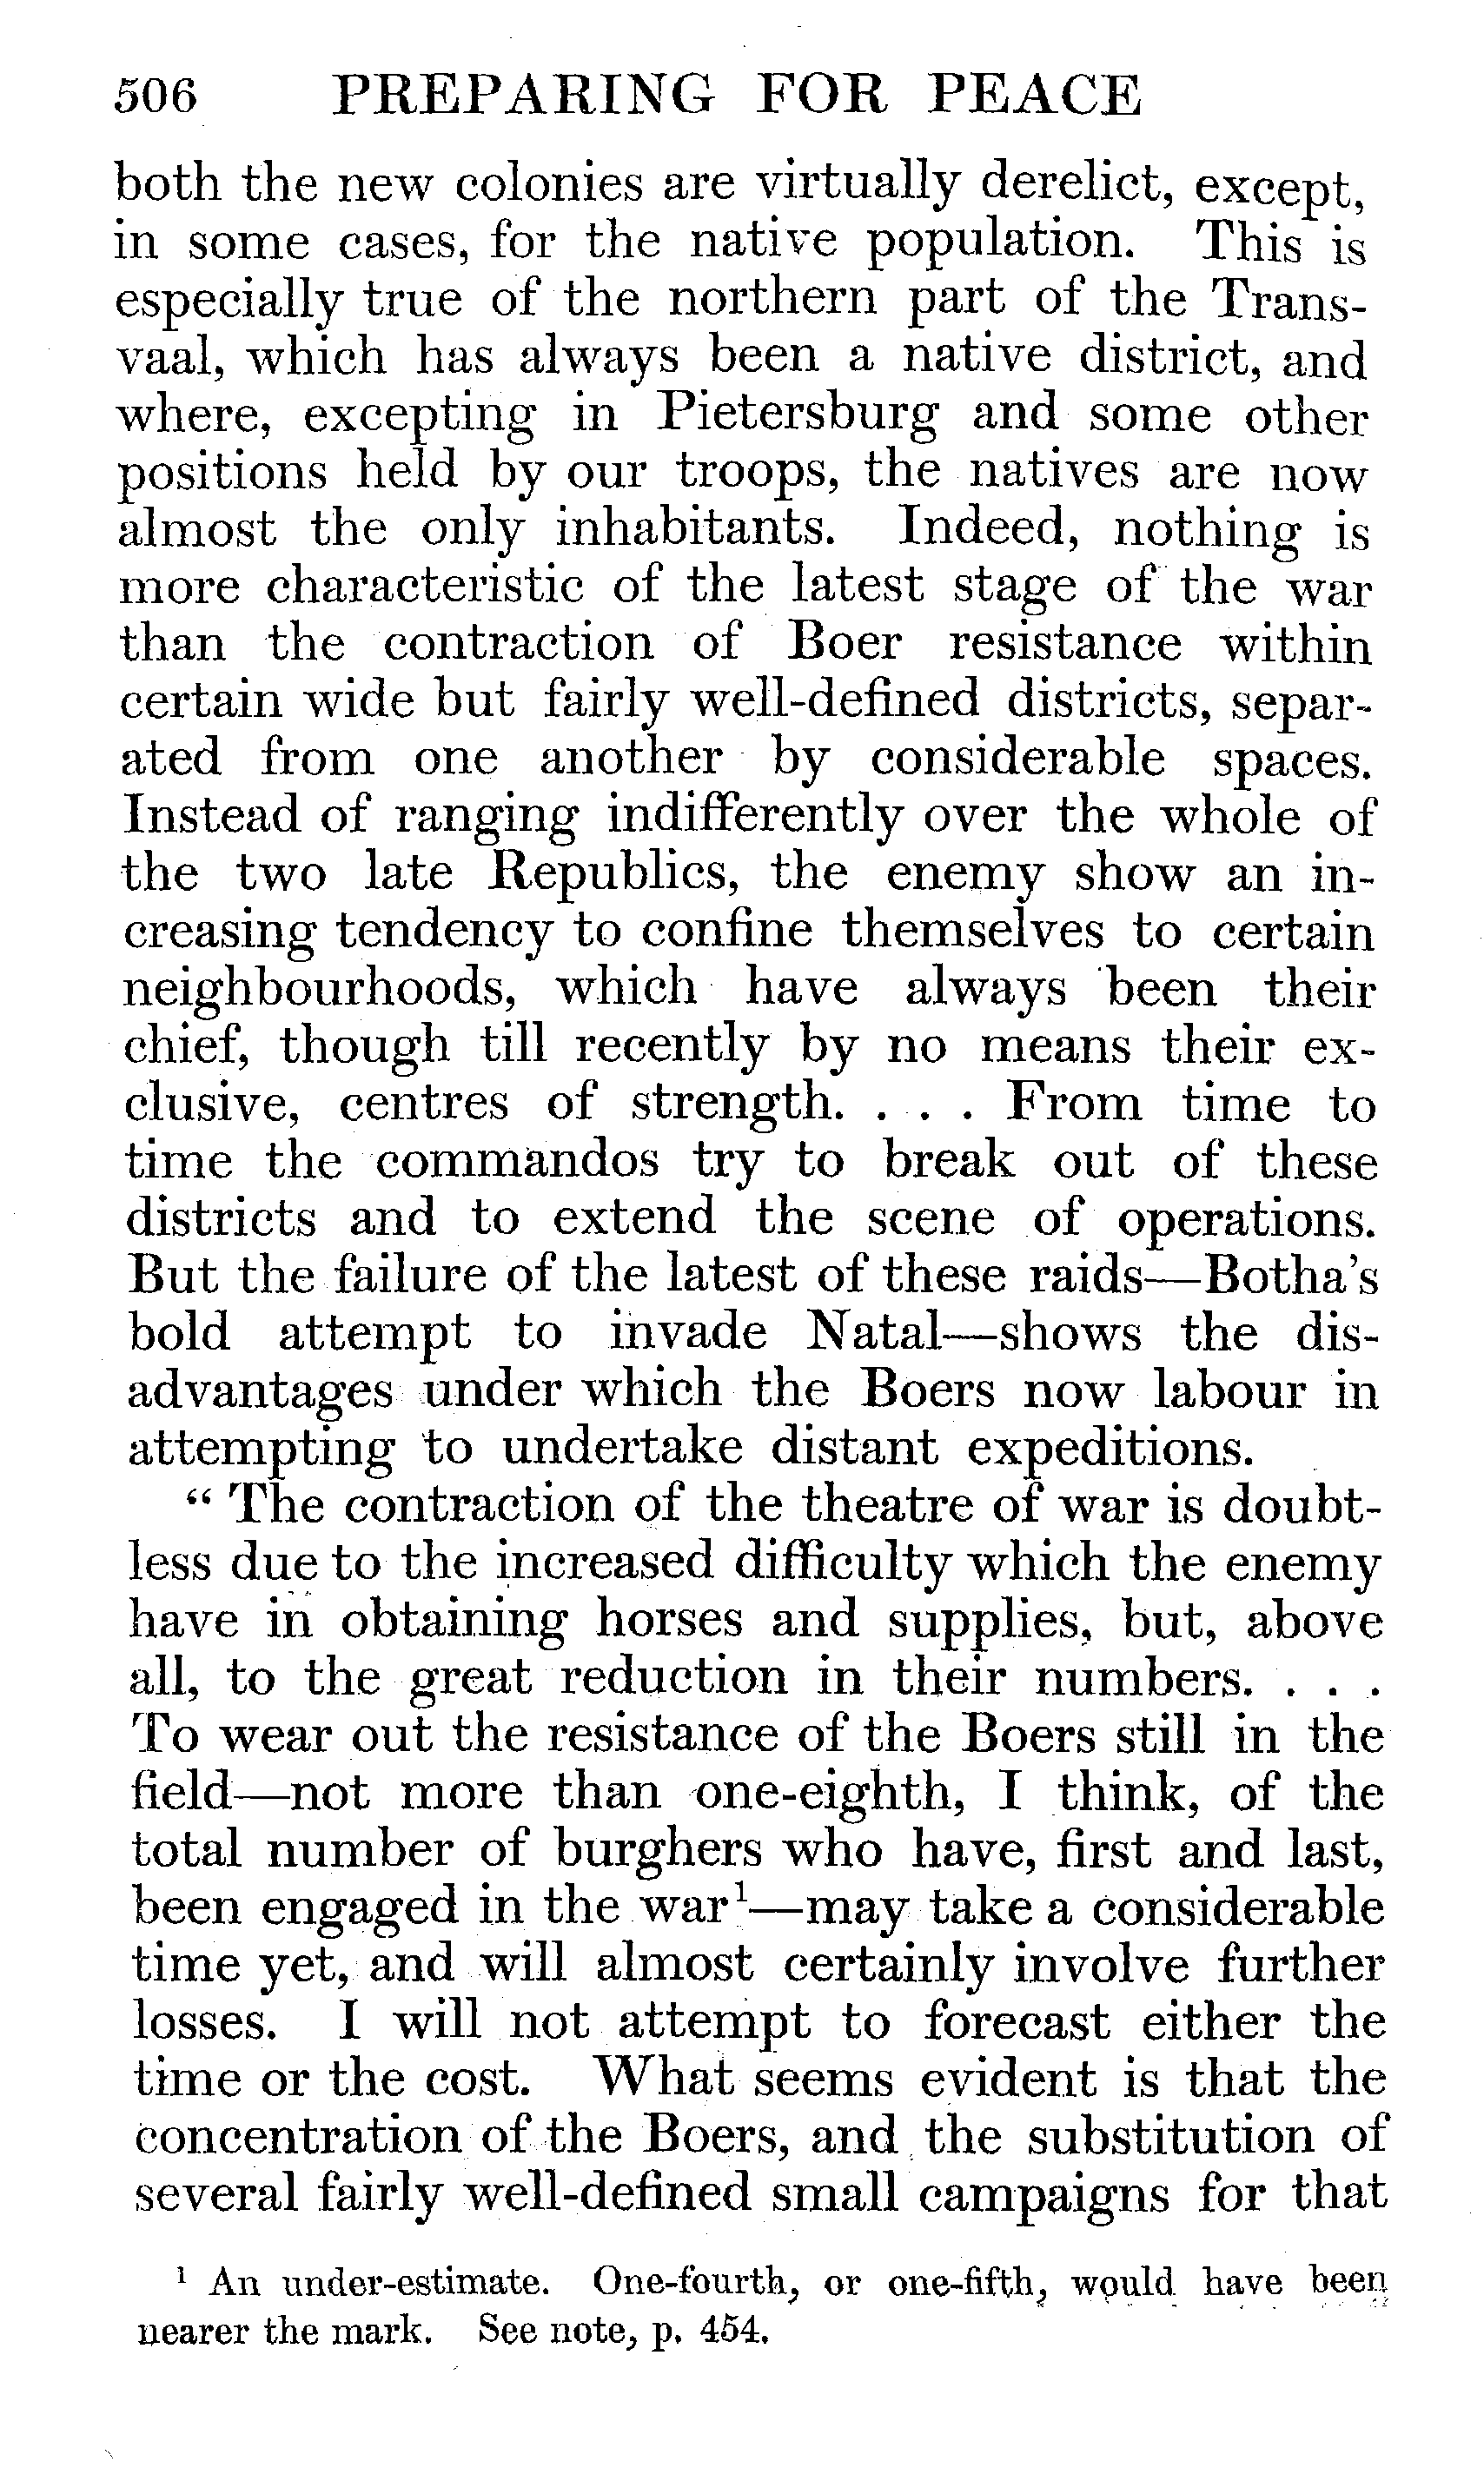 506 PREPARING FOR PEACE
both the new colonies are virtually derelict, except,
in some cases, for the native population. This is
especially true of the northern part of the Trans-
vaal, which has always been a native district, and
where, excepting in Pietersburg and some other
positions held by our troops, the natives are now
almost the only inhabitants. Indeed, nothing is
more characteristic of the latest stage of the war
than the contraction of Boer resistance within
certain wide but fairly well-defined districts, separ-
ated from one another by considerable spaces.
Instead of ranging indifferently over the whole of
the two late Republics, the enemy show an in-
creasing tendency to confine themselves to certain
neighbourhoods, which have always been their
chief, though till recently by no means their ex-
clusive, centres of strength. . . . From time to
time the commandos try to break out of these
districts and to extend the scene of operations.
But the failure of the latest of these raids—Botha's
bold attempt to invade Natal—shows the dis-
advantages under which the Boers now labour in
attempting to undertake distant expeditions.
“ The contraction of the theatre of war is doubt-
less due to the increased difficulty which the enemy
have in obtaining horses and supplies, but, above
all, to the great reduction in their numbers. . . .
To wear out the resistance of the Boers still in the
field—not more than one-eighth, I think, of the
total number of burghers who have, first and last,
been engaged in the war¹—may take a considerable
time yet, and will almost certainly involve further
losses. I will not attempt to forecast either the
time or the cost. What seems evident is that the
concentration of the Boers, and the substitution of
several fairly well-defined small campaigns for that
¹ An under-estimate. One-fourth, or one-fifth, would have been
nearer the mark. See note, p. 454.